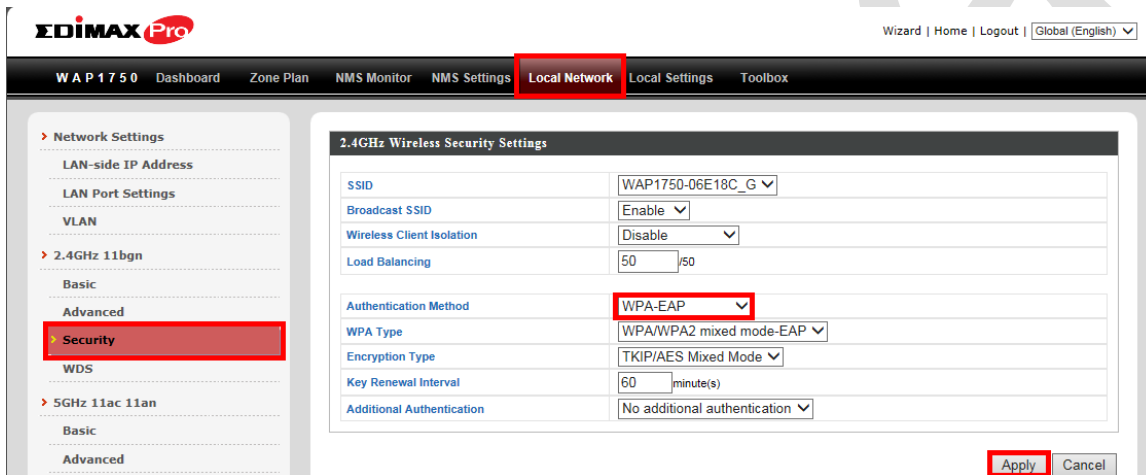 EDIMAX Pro
Wizard | Home | Logout | Global (English)
WAP1750 Dashboard Zone Plan NMS Monitor NMS Settings Local Network Local Settings Toolbox
Network Settings
LAN-side IP Address
LAN Port Settings
VLAN
2.4GHz 11bgn
Basic
Advanced
Security
WDS
5GHz 11ac 11an
Basic
Advanced
2.4GHz Wireless Security Settings
SSID WAP1750-06E18C_G
Broadcast SSID Enable
Wireless Client Isolation Disable
Load Balancing 50 /50
Authentication Method WPA-EAP
WPA Type WPA/WPA2 mixed mode-EAP
Encryption Type TKIP/AES Mixed Mode
Key Renewal Interval 60 minute(s)
Additional Authentication No additional authentication
Apply Cancel